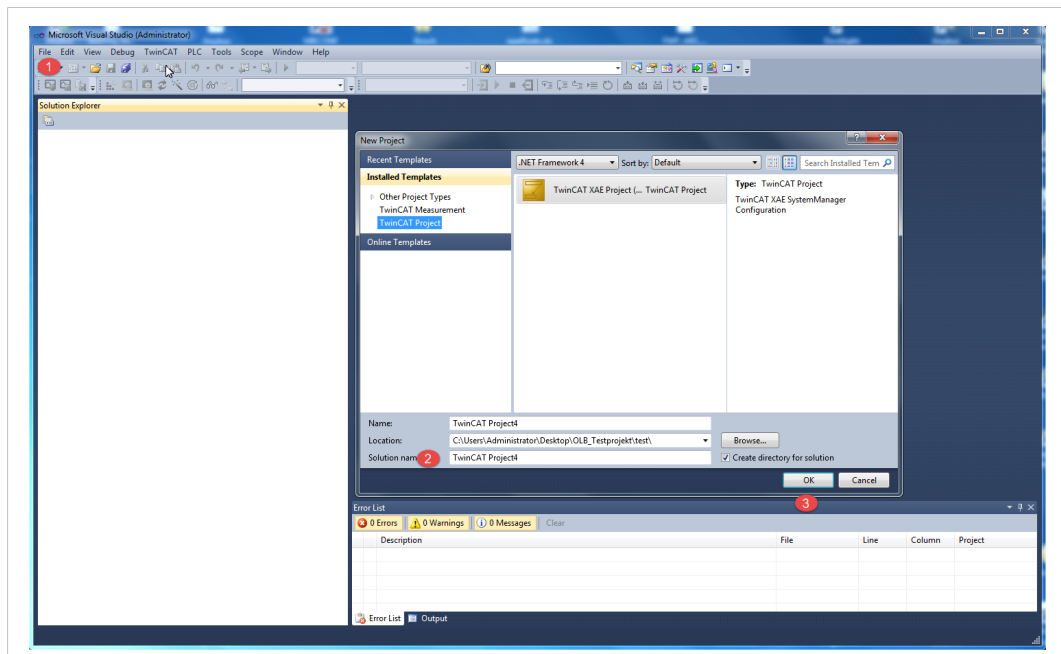 Microsoft Visual Studio (Administrator)
File Edit View Debug TwinCAT PLC Tools Scope Window Help
1
Solution Explorer
New Project
Recent Templates
Installed Templates
Other Project Types
TwinCAT Measurement
TwinCAT Project
Online Templates
.NET Framework 4
Sort by: Default
Search Installed Tem
TwinCAT XAE Project (... TwinCAT Project
Type: TwinCAT Project
TwinCAT XAE SystemManager
Configuration
Name: TwinCAT Project4
Location: C:\Users\Administrator\Desktop\OLB_Testprojekt\test\ Browse...
Solution nam 2 TwinCAT Project4 Create directory for solution
OK Cancel
3
Error List
0 Errors 0 Warnings 0 Messages Clear
Description File Line Column Project
Error List Output